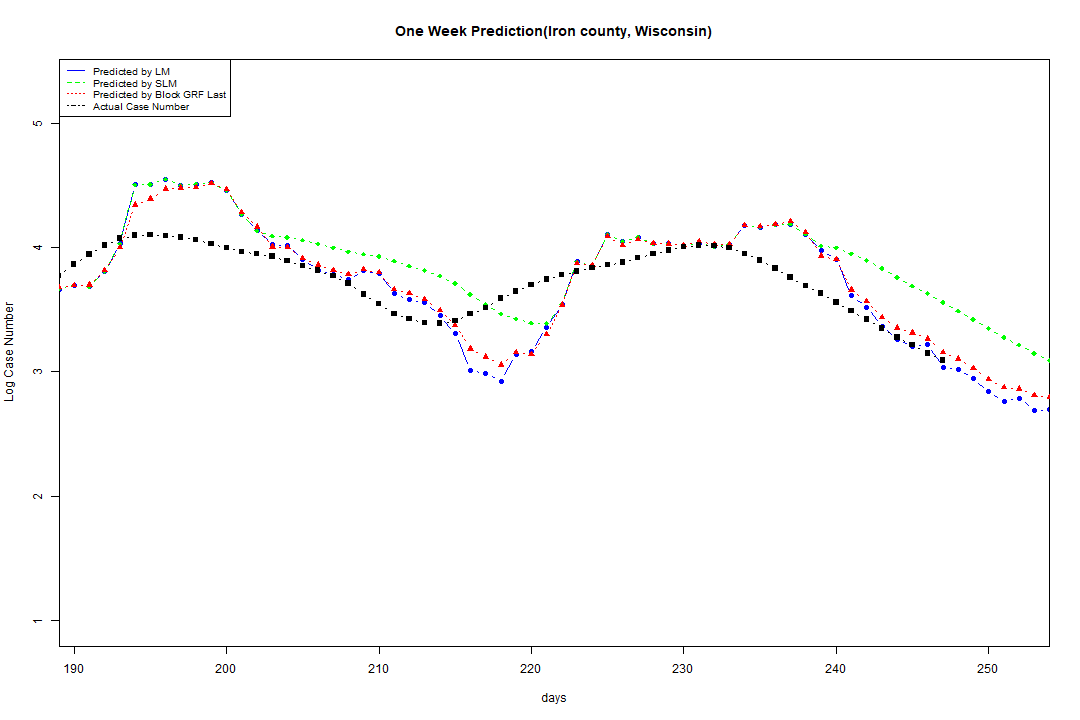 One Week Prediction(Iron county, Wisconsin)
Predicted by LM
Predicted by SLM
Predicted by Block GRF Last
Actual Case Number
5
4
3
2
1
Log Case Number
190 200 210 220 230 240 250
days